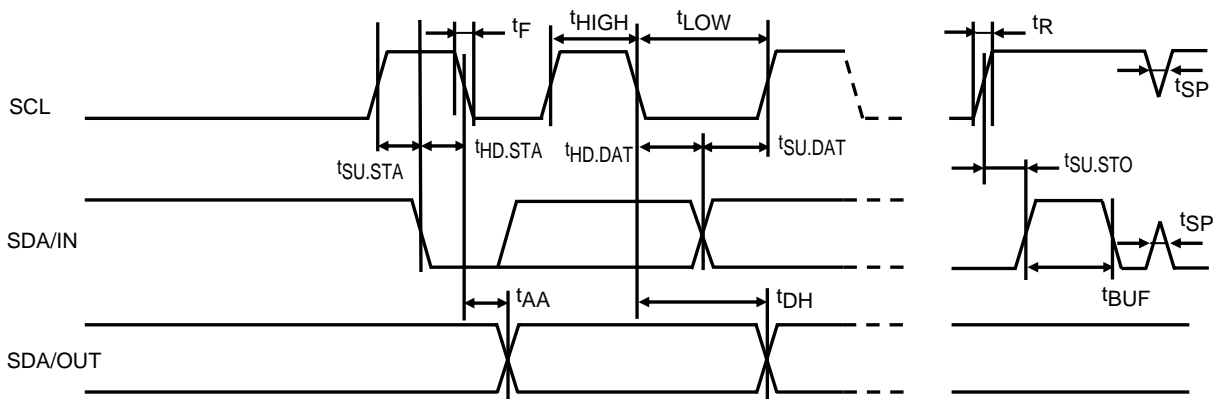 tF
tHIGH
tLOW
tR
SCL
tSP
tSU.STA
tHD.STA
tHD.DAT
tSU.DAT
tSU.STO
SDA/IN
tSP
tAA
tDH
tBUF
SDA/OUT